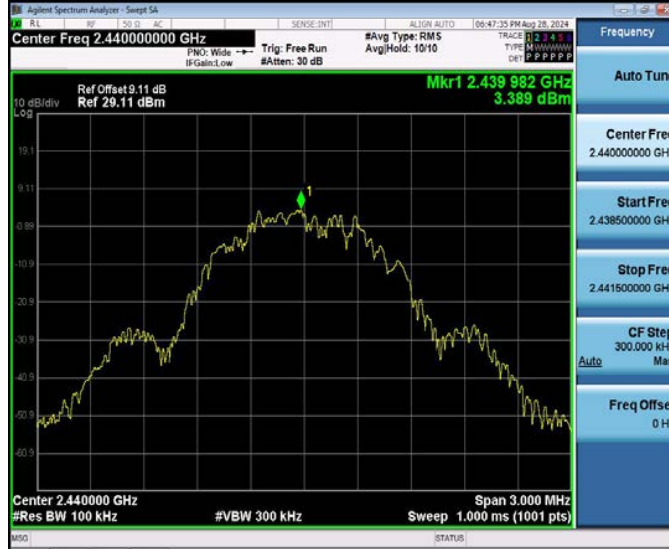 Agilent Spectrum Analyzer - Swept SA
RL RF 50 Ω AC SENSE:INT ALIGN AUTO 06:47:35 PM Aug 28, 2024
Center Freq 2.440000000 GHz
PNO: Wide
IFGain:Low
Trig: Free Run
#Atten: 30 dB
#Avg Type: RMS
Avg|Hold: 10/10
TRACE 1 2 3 4 5 6
TYPE M WWWWW
DET P P P P P P
Ref Offset 9.11 dB
Ref 29.11 dBm
10 dB/div
Log
Mkr1 2.439 982 GHz
3.389 dBm
1
19.1
9.11
-0.89
-10.9
-20.9
-30.9
-40.9
-50.9
-60.9
Center 2.440000 GHz
#Res BW 100 kHz
#VBW 300 kHz
Span 3.000 MHz
Sweep 1.000 ms (1001 pts)
MSG
STATUS
Frequency
Auto Tun
Center Fre
2.440000000 GH
Start Fre
2.438500000 GH
Stop Fre
2.441500000 GH
CF Ste
300.000 kH
Auto Ma
Freq Offse
0 H